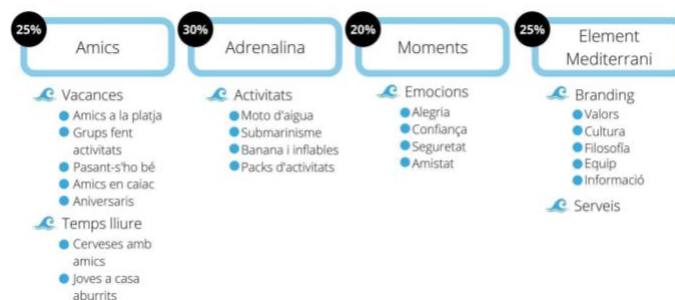 25%
Amics
Vacances
Amics a la platja
Grups fent
activitats
Pasant-s'ho bé
Amics en caiac
Aniversaris
Temps lliure
Cerveses amb
amics
Joves a casa
aburrits
30%
Adrenalina
Activitats
Moto d'aigua
Submarinisme
Banana i inflables
Packs d'activitats
20%
Moments
Emocions
Alegria
Confiança
Seguretat
Amistat
25%
Element
Mediterrani
Branding
Valors
Cultura
Filosofía
Equip
Informació
Serveis